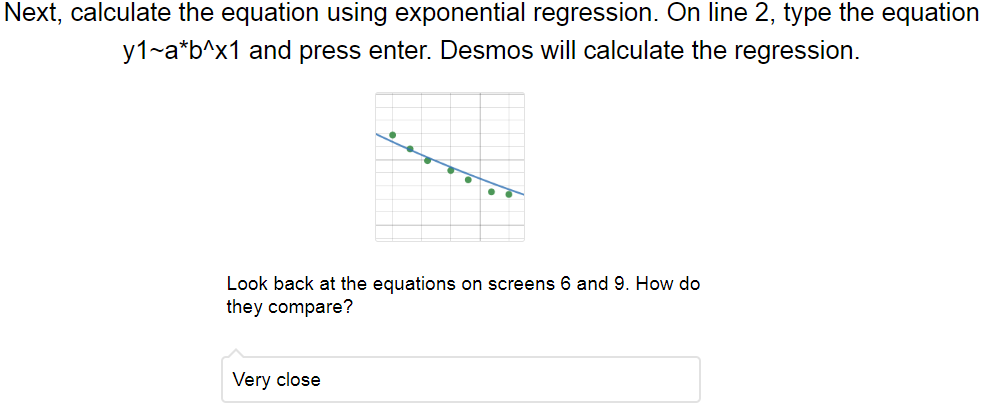 Next, calculate the equation using exponential regression. On line 2, type the equation
y1~a*b^x1 and press enter. Desmos will calculate the regression.
Look back at the equations on screens 6 and 9. How do
they compare?
Very close